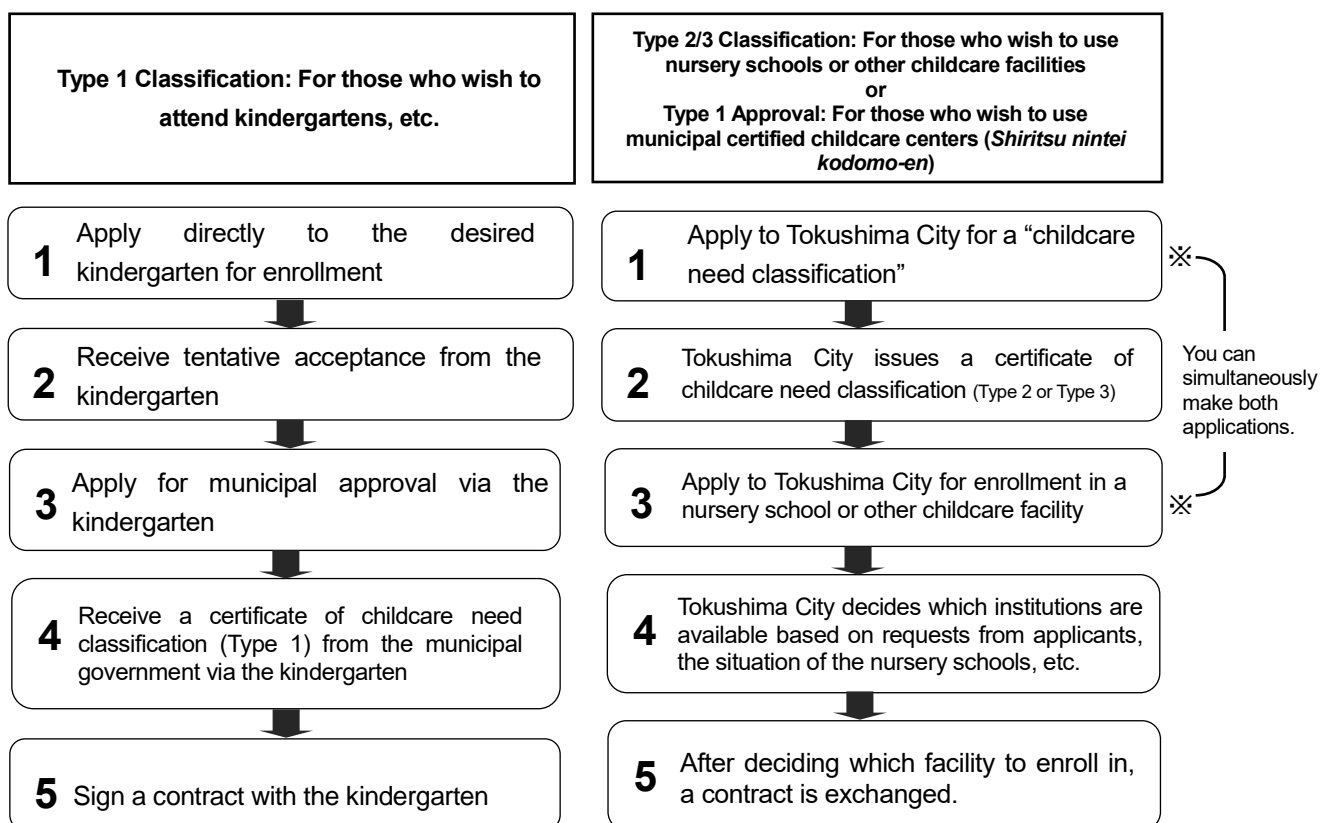 Type 1 Classification: For those who wish to
attend kindergartens, etc.
1
Apply directly to the desired
kindergarten for enrollment
2
Receive tentative acceptance from the
kindergarten
3
Apply for municipal approval via the
kindergarten
4
Receive a certificate of childcare need
classification (Type 1) from the municipal
government via the kindergarten
5 Sign a contract with the kindergarten
Type 2/3 Classification: For those who wish to use
nursery schools or other childcare facilities
or
Type 1 Approval: For those who wish to use
municipal certified childcare centers (Shiritsu nintei
kodomo-en)
1
Apply to Tokushima City for a “childcare
need classification”
※
2
Tokushima City issues a certificate of
childcare need classification (Type 2 or Type 3)
3
Apply to Tokushima City for enrollment in a
nursery school or other childcare facility
※
You can
simultaneously
make both
applications.
4
Tokushima City decides which institutions are
available based on requests from applicants,
the situation of the nursery schools, etc.
5
After deciding which facility to enroll in,
a contract is exchanged.